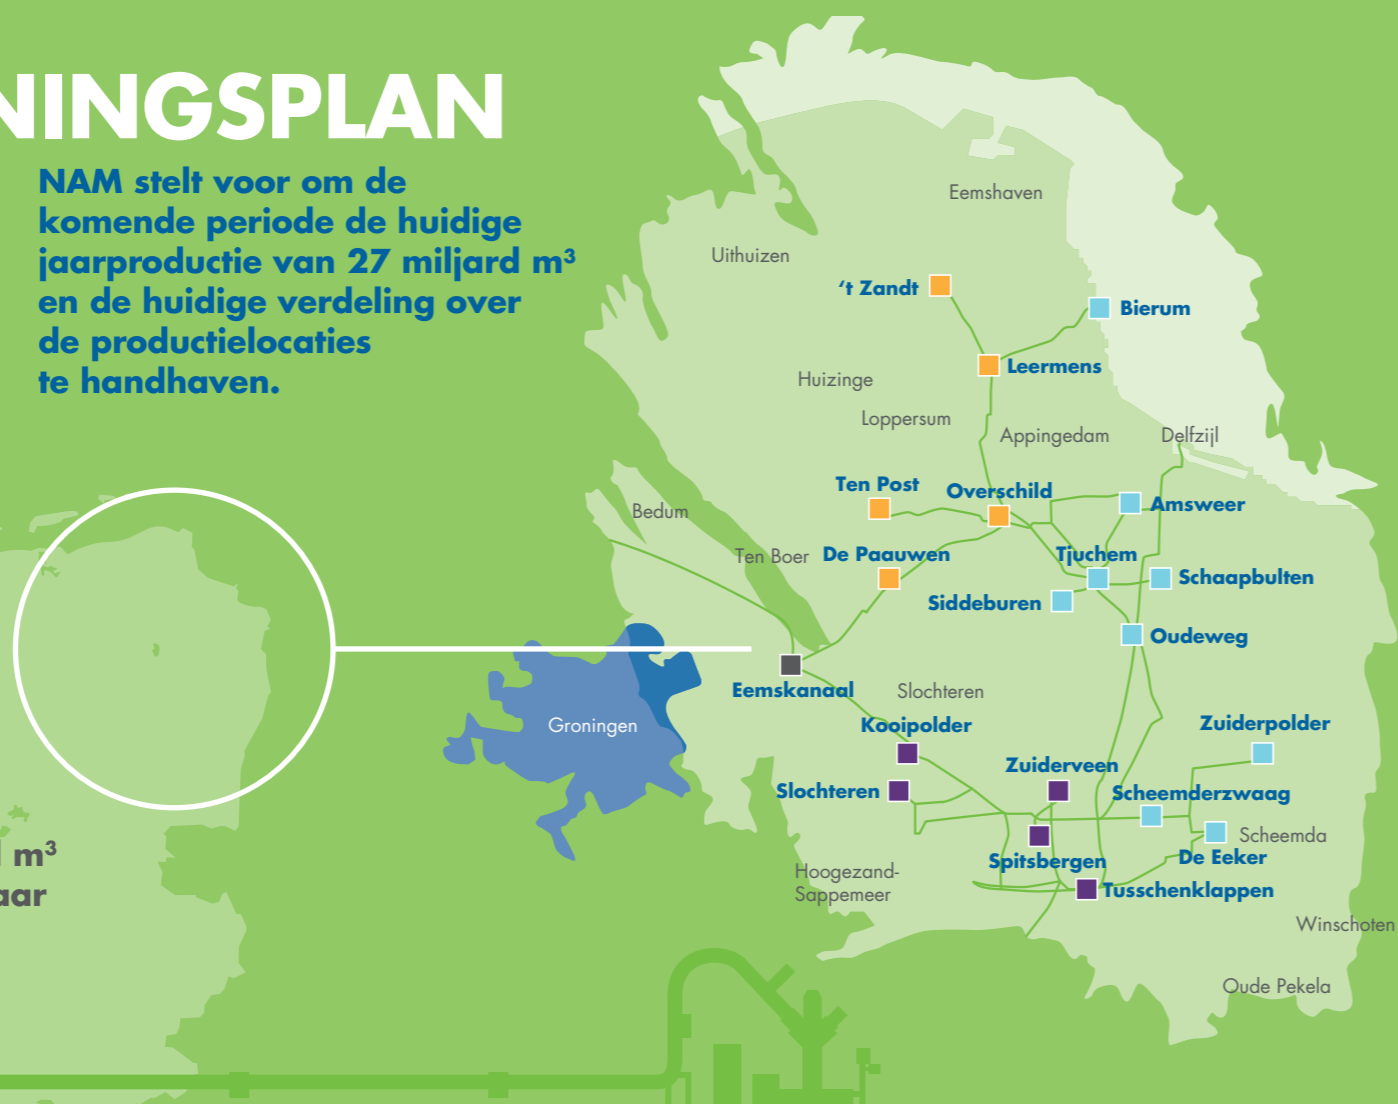 NINGSPLAN
NAM stelt voor om de
komende periode de huidige
jaarproductie van 27 miljard m³
en de huidige verdeling over
de productielocaties
te handhaven.
Eemshaven
Uithuizen
‘t Zandt
Bierum
Leermens
Huizinge
Loppersum
Appingedam
Delfzijl
Ten Post
Overschild
Amsweer
Bedum
Ten Boer
De Paauwen
Tjuchem
Schaapbulten
Siddeburen
Oudeweg
Eemskanaal
Slochteren
Groningen
Kooipolder
Zuiderpolder
Zuiderveen
Slochteren
Scheemderzwaag
Scheemda
Spitsbergen
De Eeker
Hoogezand-
Sappemeer
Tusschenklappen
Winschoten
Oude Pekela
m³
aar